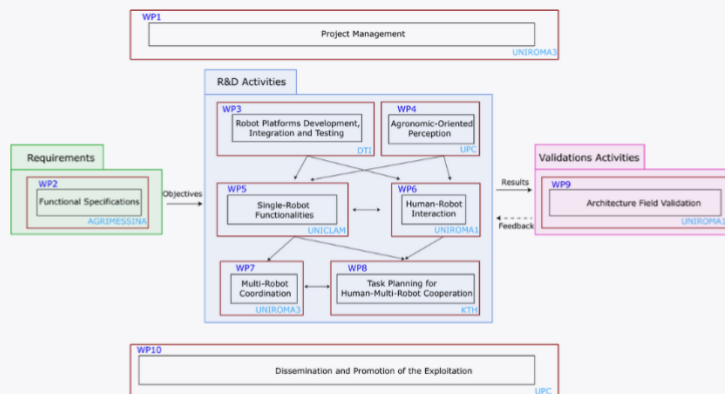 WP1
Project Management
UNIROMA3
R&D Activities
WP3
Robot Platforms Development,
Integration and Testing
DTI
WP4
Agronomic-Oriented
Perception
UPC
Requirements
WP2
Functional Specifications
AGRIMESSINA
Objectives
WP5
Single-Robot
Functionalities
UNICLAM
WP6
Human-Robot
Interaction
UNIROMA1
WP7
Multi-Robot
Coordination
UNIROMA3
WP8
Task Planning for
Human-Multi-Robot Cooperation
KTH
Results
Feedback
Validations Activities
WP9
Architecture Field Validation
UNIROMA1
WP10
Dissemination and Promotion of the Exploitation
UPC